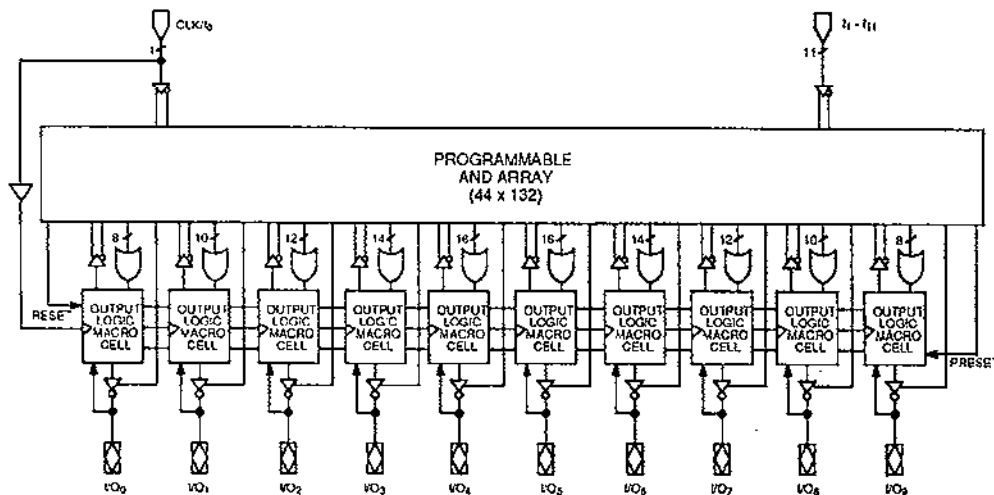 CLK/I0
I1 - I11
1
11
PROGRAMMABLE
AND ARRAY
(44 x 132)
8
10
12
14
16
16
14
12
10
8
OUTPUT
LOGIC
MACRO
CELL
OUTPUT
LOGIC
MACRO
CELL
OUTPUT
LOGIC
MACRO
CELL
OUTPUT
LOGIC
MACRO
CELL
OUTPUT
LOGIC
MACRO
CELL
OUTPUT
LOGIC
MACRO
CELL
OUTPUT
LOGIC
MACRO
CELL
OUTPUT
LOGIC
MACRO
CELL
OUTPUT
LOGIC
MACRO
CELL
OUTPUT
LOGIC
MACRO
CELL
RESET
PRESET
I/O0
I/O1
I/O2
I/O3
I/O4
I/O5
I/O6
I/O7
I/O8
I/O9